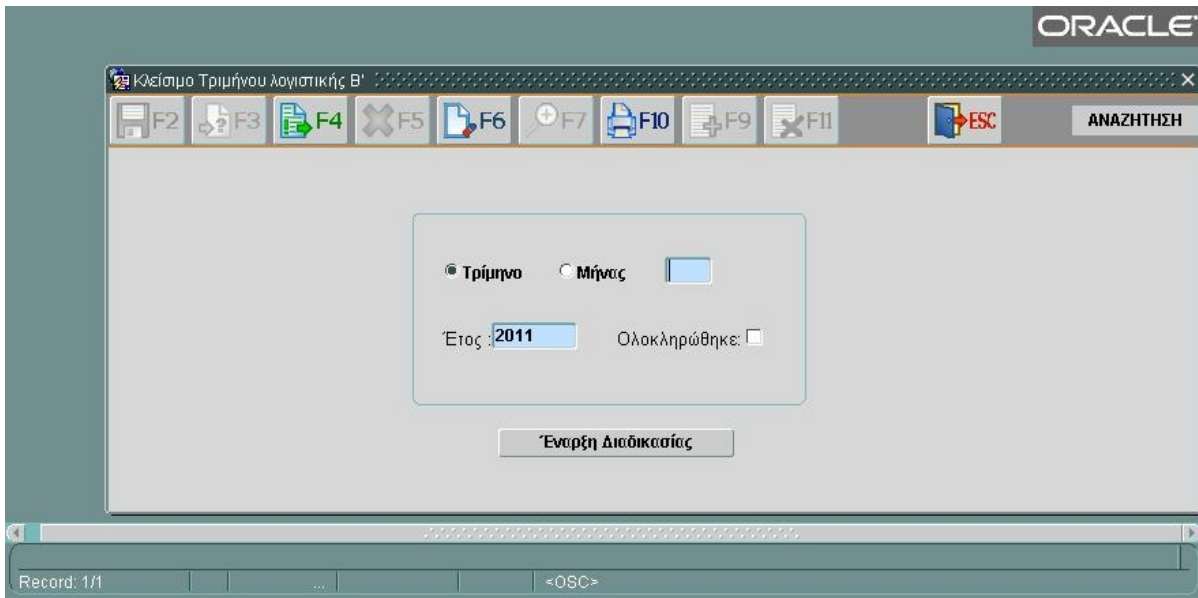 ORACLE
Κλείσιμο Τριμήνου λογιστικής Β'
F2 F3 F4 F5 F6 F7 F10 F9 F11 ESC ΑΝΑΖΗΤΗΣΗ
Τρίμηνο Μήνας
Έτος : 2011 Ολοκληρώθηκε:
Έναρξη Διαδικασίας
Record: 1/1 ... <OSC>